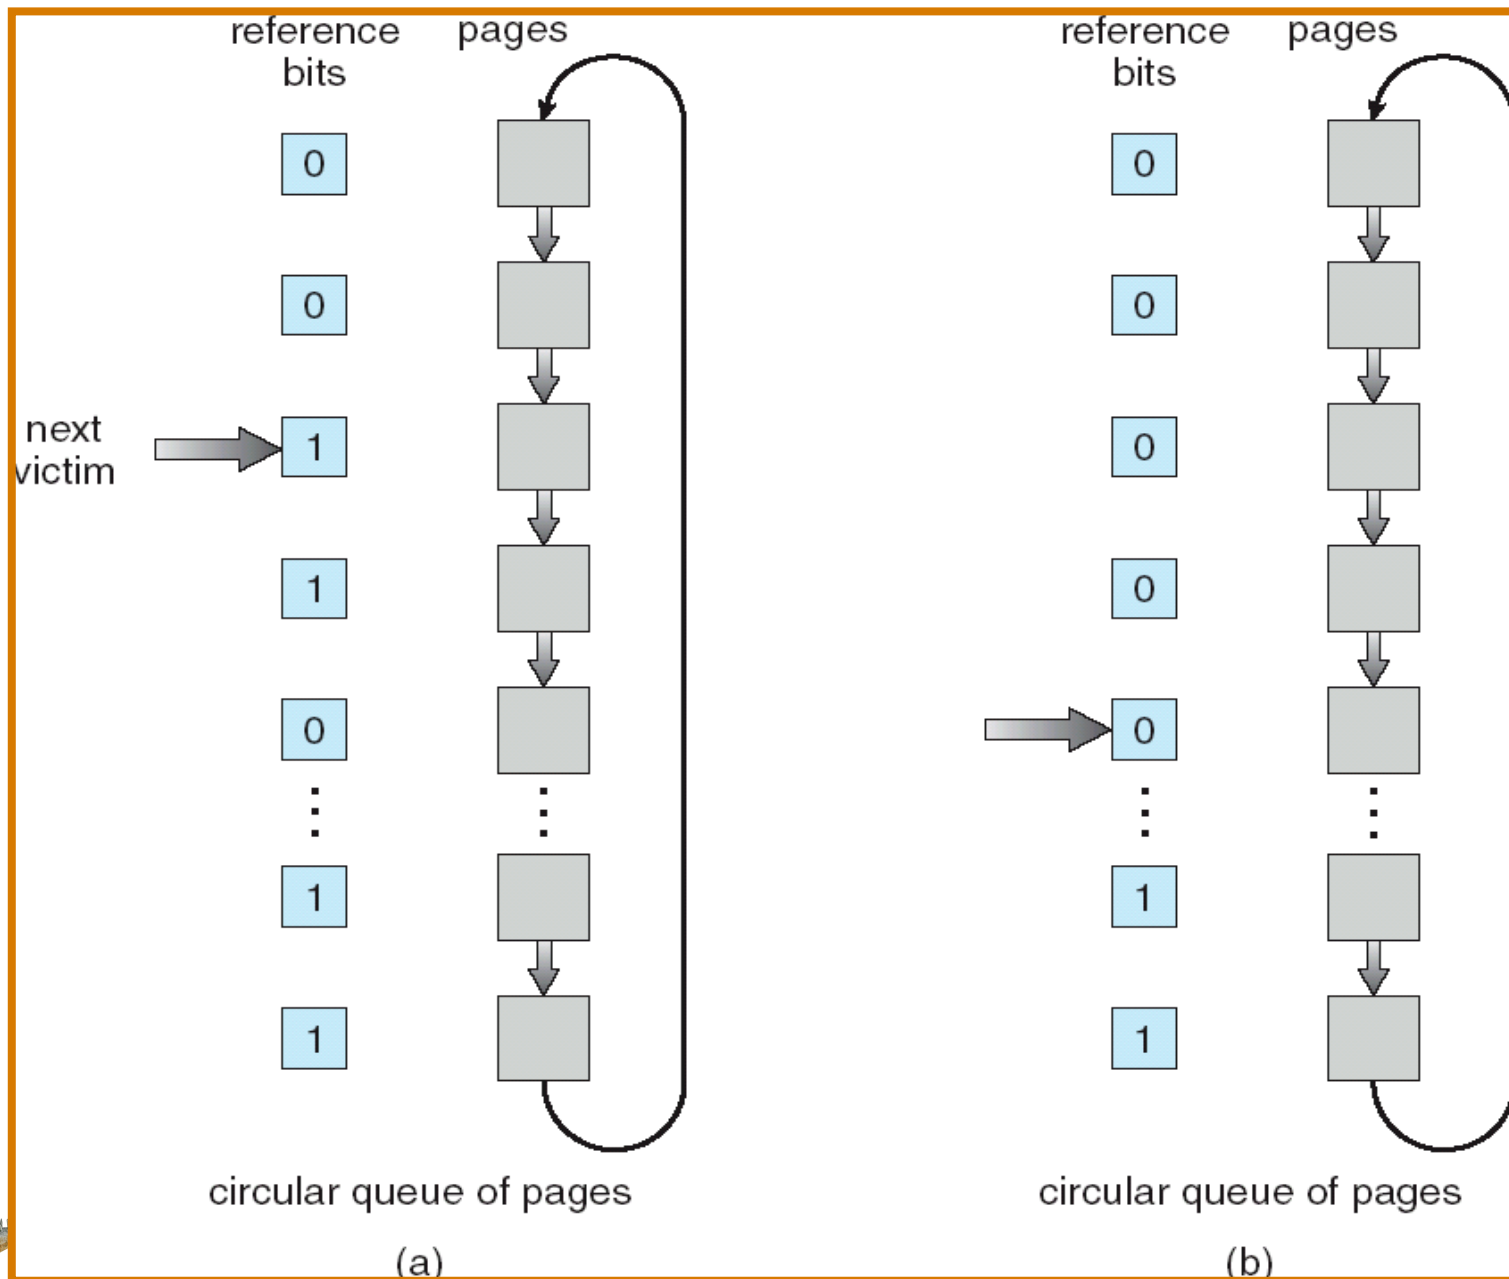 reference pages
bits
0
0
next
victim
1
1
0
1
1
circular queue of pages
(a)
reference pages
bits
0
0
0
0
0
1
1
circular queue of pages
(b)